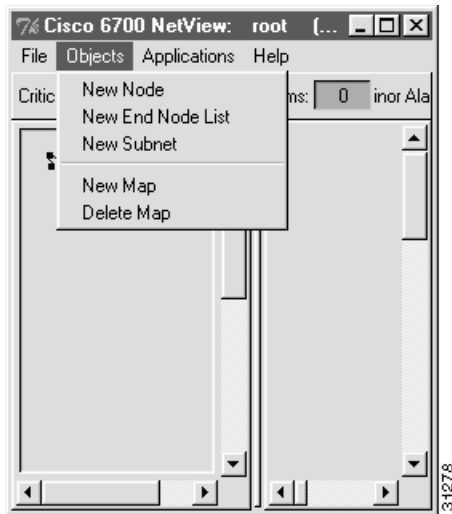 7% Cisco 6700 NetView: root (...
File Objects Applications Help
Critic ms: 0 inor Ala
New Node
New End Node List
New Subnet
New Map
Delete Map
31278